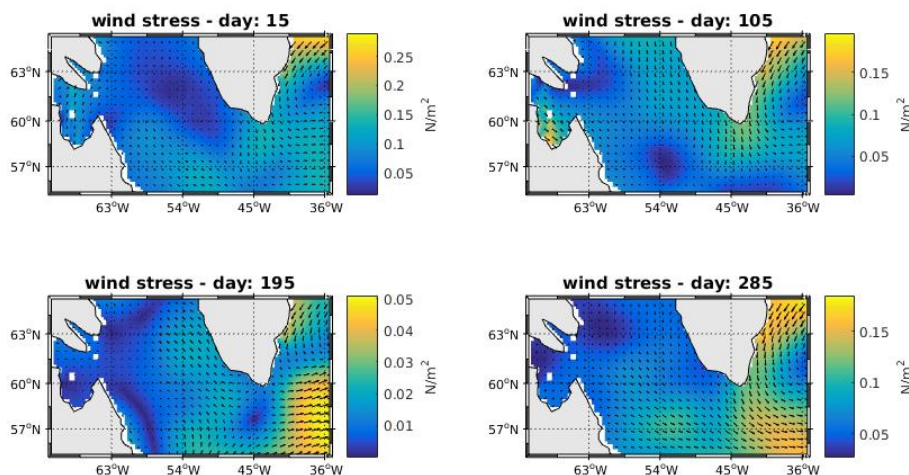 wind stress - day: 15
63°N
60°N
57°N
63°W
54°W
45°W
36°W
0.25
0.2
0.15
0.1
0.05
N/m²
wind stress - day: 105
63°N
60°N
57°N
63°W
54°W
45°W
36°W
0.15
0.1
0.05
N/m²
wind stress - day: 195
63°N
60°N
57°N
63°W
54°W
45°W
36°W
0.05
0.04
0.03
0.02
0.01
N/m²
wind stress - day: 285
63°N
60°N
57°N
63°W
54°W
45°W
36°W
0.15
0.1
0.05
N/m²